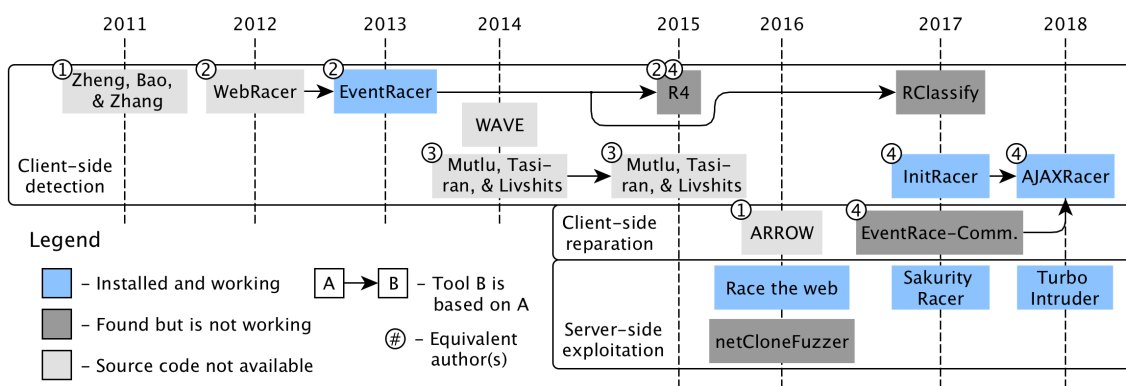 2011 2012 2013 2014 2015 2016 2017 2018
① ② ② ②④
Zheng, Bao,
& Zhang
WebRacer
EventRacer
R4
RClassify
WAVE
Client-side
detection
③ ③ ④ ④
Mutlu, Tasi-
ran, & Livshits
Mutlu, Tasi-
ran, & Livshits
InitRacer
AJAXRacer
Client-side
reparation
① ④
ARROW
EventRace-Comm.
Server-side
exploitation
Race the web
Sakurity
Racer
Turbo
Intruder
netCloneFuzzer
Legend
– Installed and working
– Found but is not working
– Source code not available
A B – Tool B is
based on A
# – Equivalent
author(s)